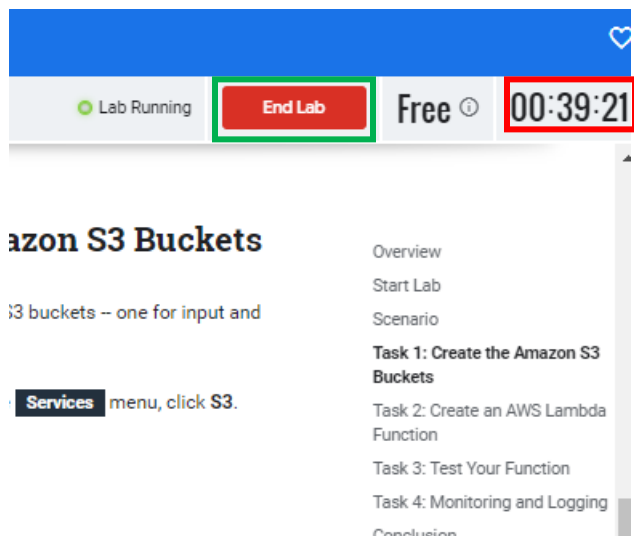 Lab Running End Lab Free 00:39:21
azon S3 Buckets
S3 buckets -- one for input and
Services menu, click S3.
Overview
Start Lab
Scenario
Task 1: Create the Amazon S3
Buckets
Task 2: Create an AWS Lambda
Function
Task 3: Test Your Function
Task 4: Monitoring and Logging
Conclusion